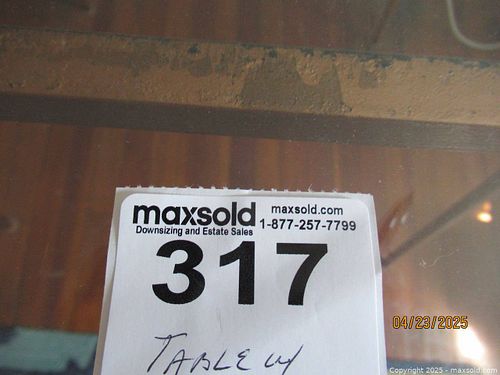 maxsold maxsold.com
Downsizing and Estate Sales 1-877-257-7799
317
TABLE W
04/23/2025
Copyright © 2025 - maxsold.com